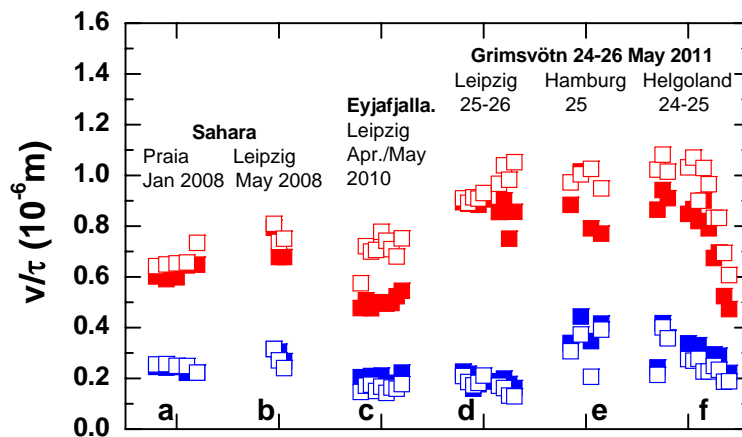 1.6
1.4
1.2
1.0
0.8
0.6
0.4
0.2
0.0
v/τ (10⁻⁶m)
Grimsvötn 24-26 May 2011
Leipzig
25-26
Hamburg
25
Helgoland
24-25
Eyjafjalla.
Leipzig
Apr./May
2010
Sahara
Praia
Jan 2008
Leipzig
May 2008
a
b
c
d
e
f